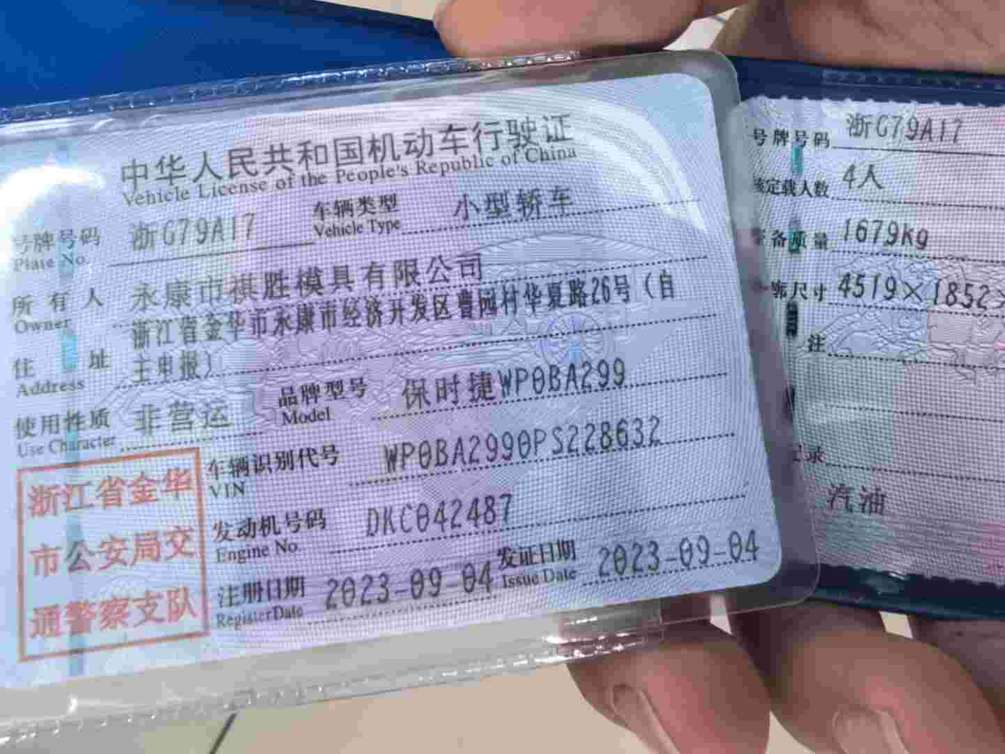 中华人民共和国机动车行驶证
Vehicle License of the People's Republic of China
号牌号码 浙G79A17 车辆类型 小型轿车
Plate No. Vehicle Type
所有人 永康市祺胜模具有限公司
Owner
浙江省金华市永康市经济开发区曹园村华夏路26号（自
住址 主申报）
Address
使用性质 非营运 品牌型号 保时捷WP0BA299
Use Character Model
车辆识别代号 WP0BA2990PS228632
VIN
发动机号码 DKC042487
Engine No.
注册日期 2023-09-04 发证日期 2023-09-04
Register Date Issue Date
浙江省金华
市公安局交
通警察支队
号牌号码 浙G79A17
核定载人数 4人
整备质量 1679kg
廓尺寸 4519×1852
注
记录
汽油